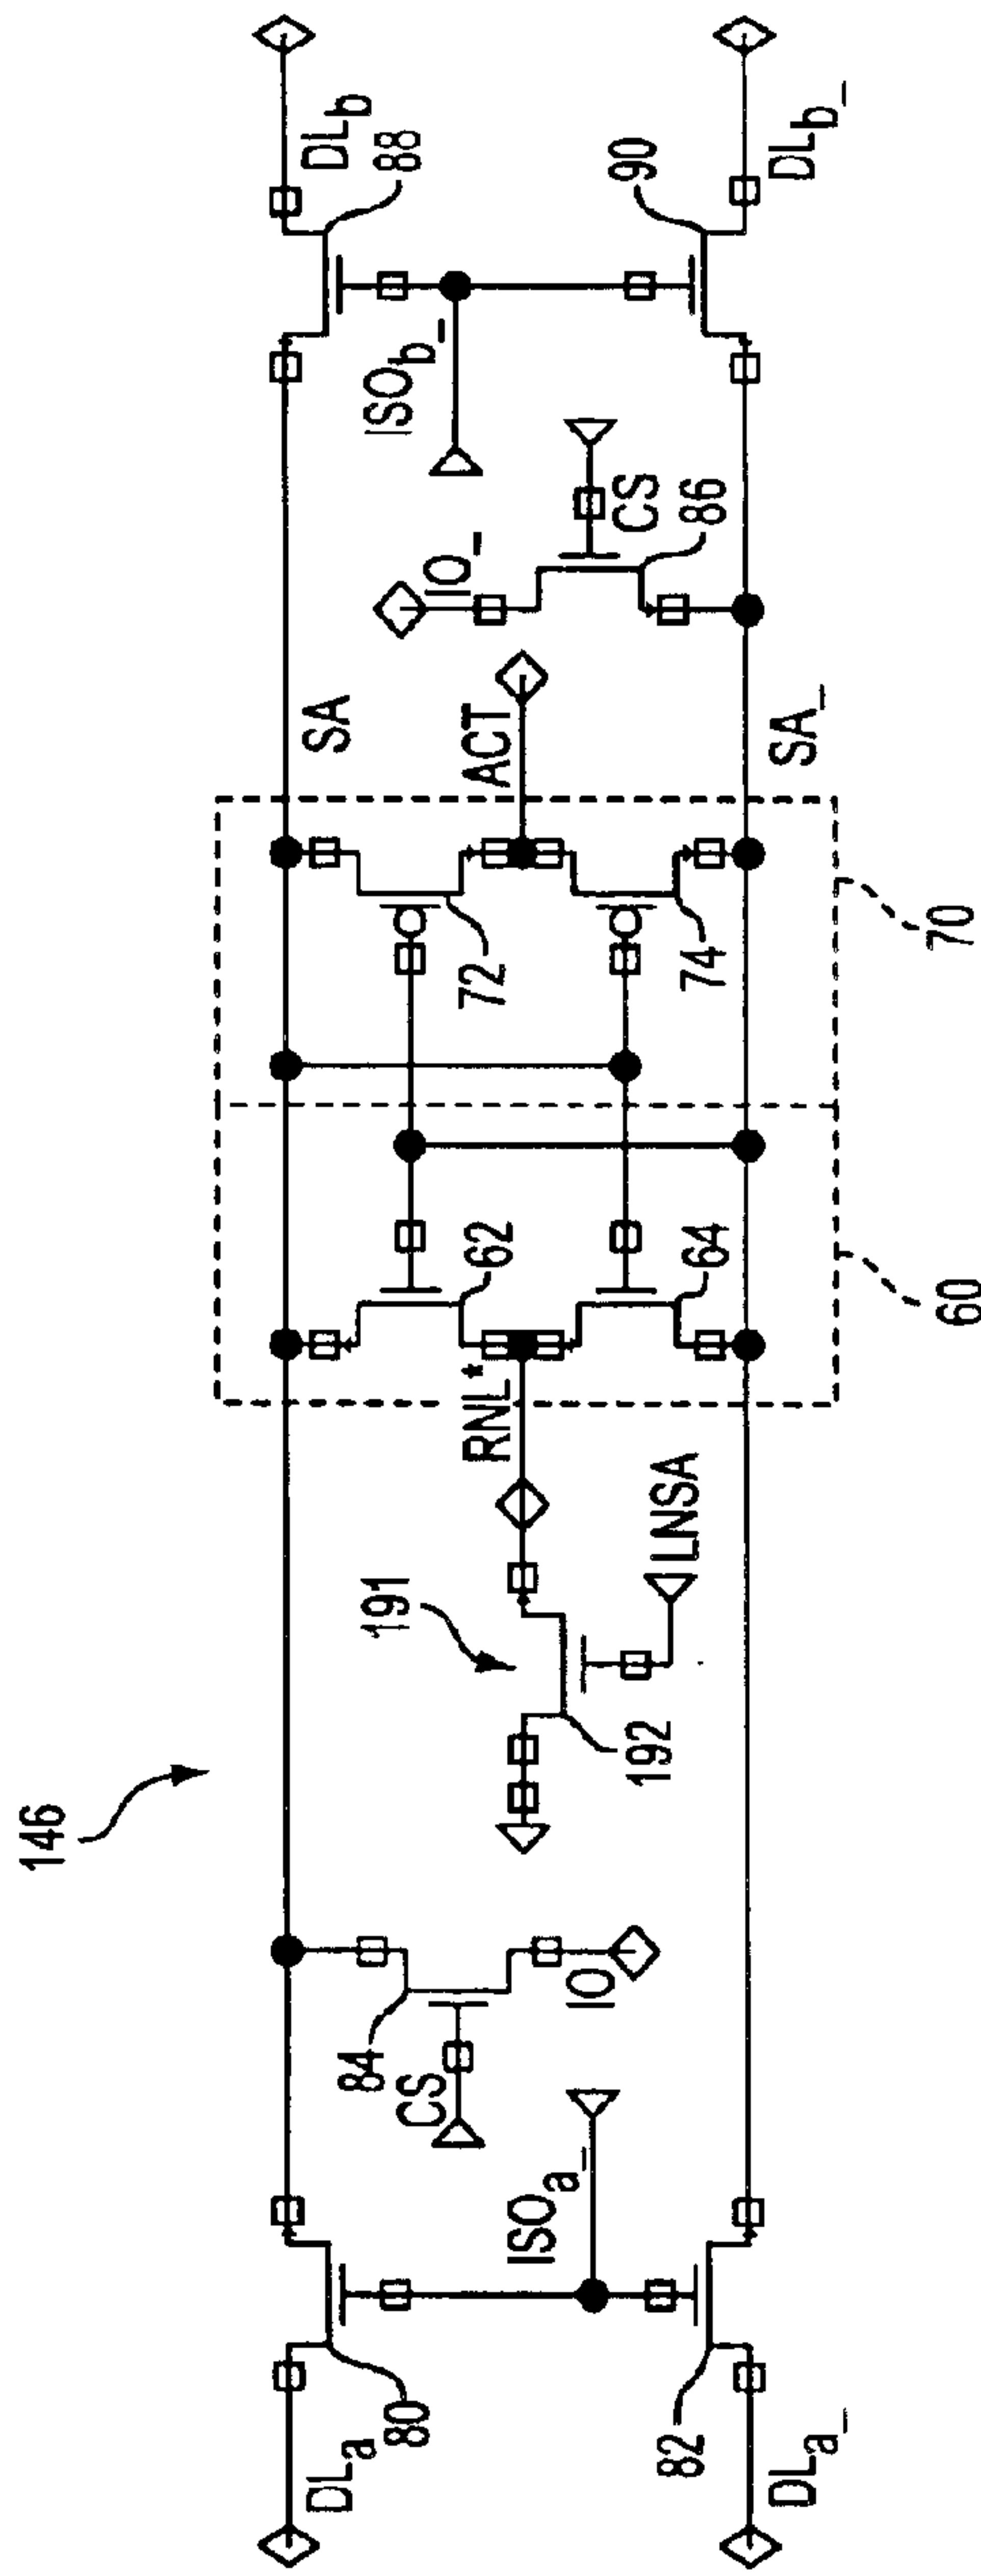 146
DLa
80
82
DLa_
ISOa_
CS
84
IO
191
192
LNSA
RNL*
62
64
60
72
74
70
SA
SA_
ACT
IO_
CS
86
ISOb_
DLb
88
90
DLb_